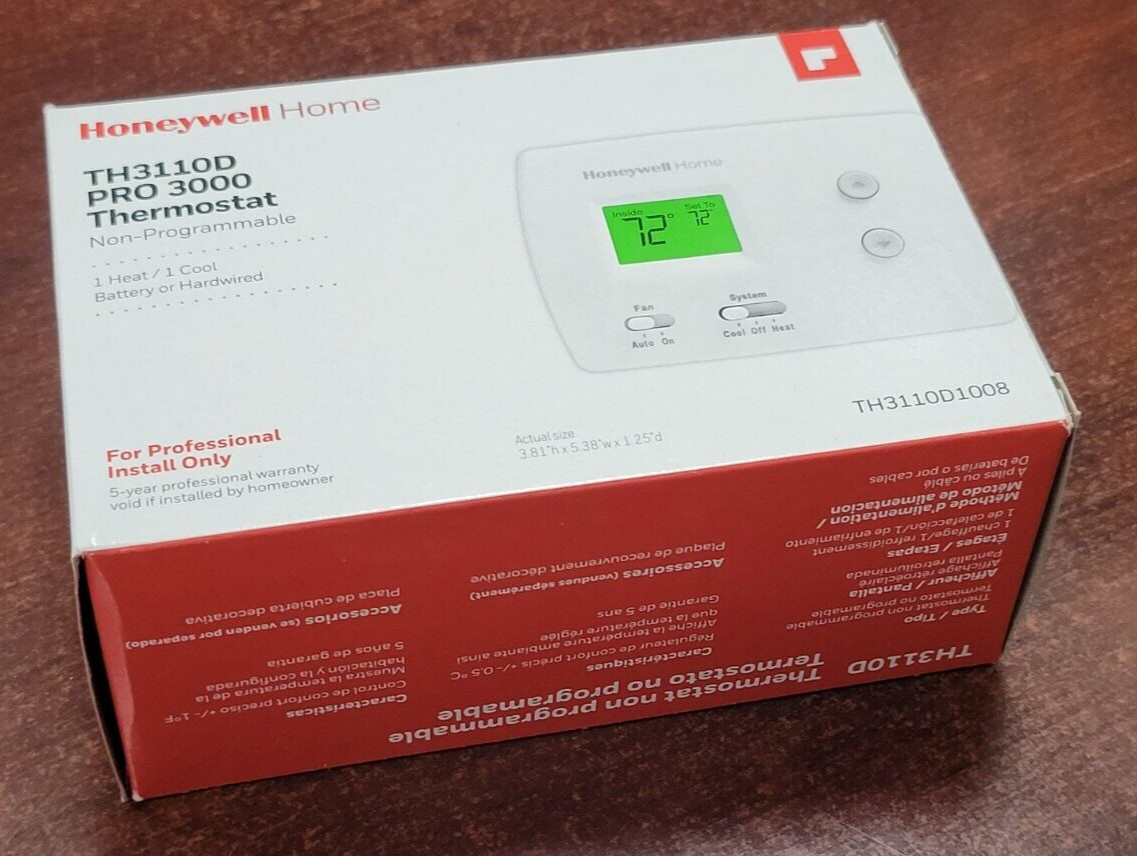 Honeywell Home
TH3110D
PRO 3000
Thermostat
Non-Programmable
1 Heat / 1 Cool
Battery or Hardwired
For Professional
Install Only
5-year professional warranty
void if installed by homeowner
Honeywell Home
Inside
72°
Set To
72°
Fan
Auto On
System
Cool Off Heat
Actual size
3.81"h x 5.38"w x 1.25"d
TH3110D1008
TH3110D
Thermostat non programmable
Termostato no programable
Type / Tipo
Thermostat non programmable
Termostato no programable
Afficheur / Pantalla
Affichage rétroéclairé
Pantalla retroiluminada
Étages / Etapas
1 chauffage/1 refroidissement
1 de calefacción/1 de enfriamiento
Méthode d'alimentation /
Método de alimentación
À piles ou câblé
De baterías o por cables
Caractéristiques
Régulateur de confort précis +/- 0.5 °C
Affiche la température ambiante ainsi
que la température réglée
Garantie de 5 ans
Accessoires (vendues séparément)
Plaque de recouvrement décorative
Características
Control de confort preciso +/- 1°F
Muestra la temperatura de la
habitación y la configurada
5 años de garantía
Accesorios (se venden por separado)
Placa de cubierta decorativa